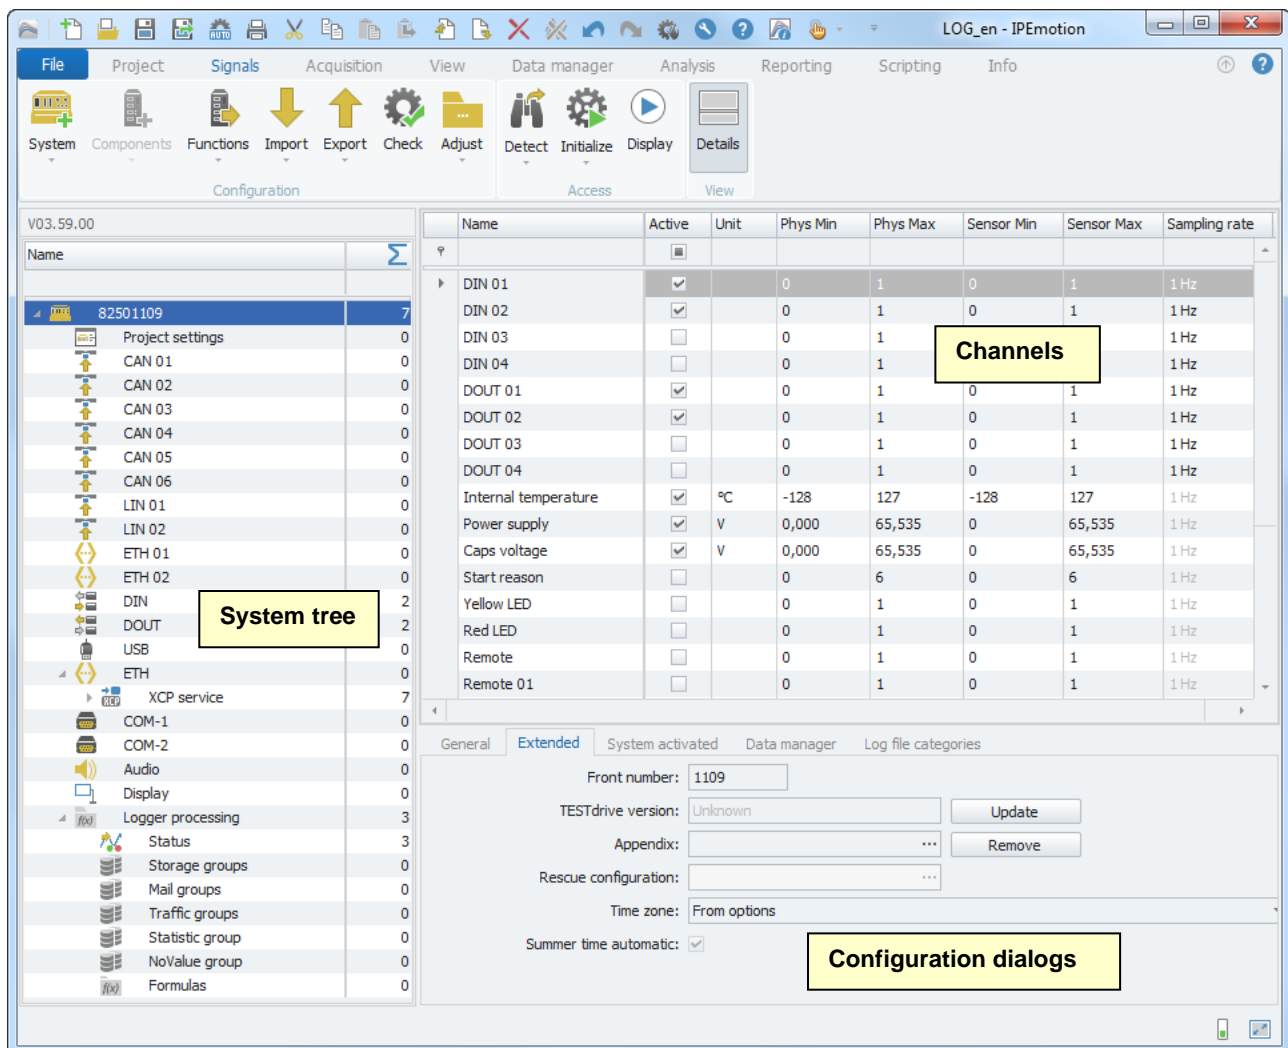 AUTO
LOG_en - IPEmotion
File Project Signals Acquisition View Data manager Analysis Reporting Scripting Info
System Components Functions Import Export Check Adjust Detect Initialize Display Details
Configuration Access View
V03.59.00
Name
82501109 7
Project settings 0
CAN 01 0
CAN 02 0
CAN 03 0
CAN 04 0
CAN 05 0
CAN 06 0
LIN 01 0
LIN 02 0
ETH 01 0
ETH 02 0
DIN 2
DOUT 2
USB 0
ETH 0
XCP XCP service 7
COM-1 0
COM-2 0
Audio 0
Display 0
f(x) Logger processing 3
Status 3
Storage groups 0
Mail groups 0
Traffic groups 0
Statistic group 0
NoValue group 0
f(x) Formulas 0
System tree
Name Active Unit Phys Min Phys Max Sensor Min Sensor Max Sampling rate
DIN 01 0 1 0 1 1 Hz
DIN 02 0 1 0 1 1 Hz
DIN 03 0 1 1 Hz
DIN 04 0 1 1 Hz
DOUT 01 0 1 0 1 1 Hz
DOUT 02 0 1 0 1 1 Hz
DOUT 03 0 1 0 1 1 Hz
DOUT 04 0 1 0 1 1 Hz
Internal temperature °C -128 127 -128 127 1 Hz
Power supply V 0,000 65,535 0 65,535 1 Hz
Caps voltage V 0,000 65,535 0 65,535 1 Hz
Start reason 0 6 0 6 1 Hz
Yellow LED 0 1 0 1 1 Hz
Red LED 0 1 0 1 1 Hz
Remote 0 1 0 1 1 Hz
Remote 01 0 1 0 1 1 Hz
Channels
General Extended System activated Data manager Log file categories
Front number: 1109
TESTdrive version: Unknown Update
Appendix: ... Remove
Rescue configuration: ...
Time zone: From options
Summer time automatic:
Configuration dialogs